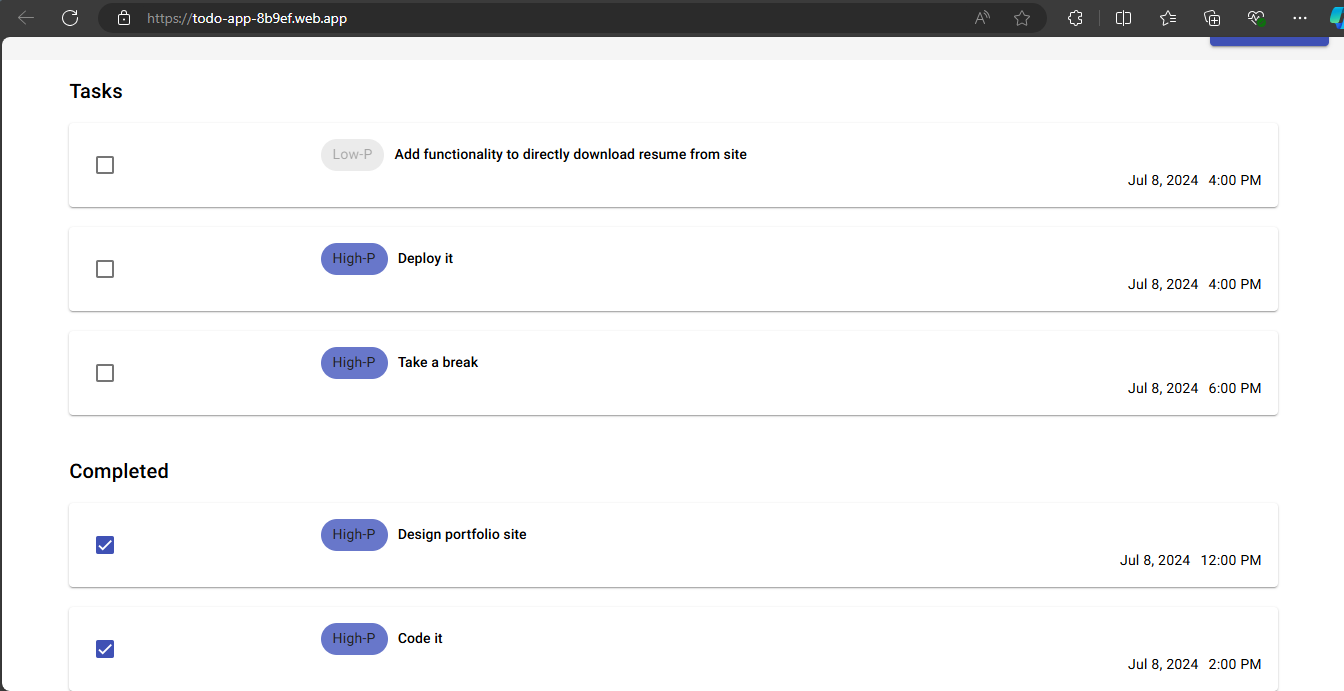 https://todo-app-8b9ef.web.app
Tasks
Low-P Add functionality to directly download resume from site
Jul 8, 2024 4:00 PM
High-P Deploy it
Jul 8, 2024 4:00 PM
High-P Take a break
Jul 8, 2024 6:00 PM
Completed
High-P Design portfolio site
Jul 8, 2024 12:00 PM
High-P Code it
Jul 8, 2024 2:00 PM